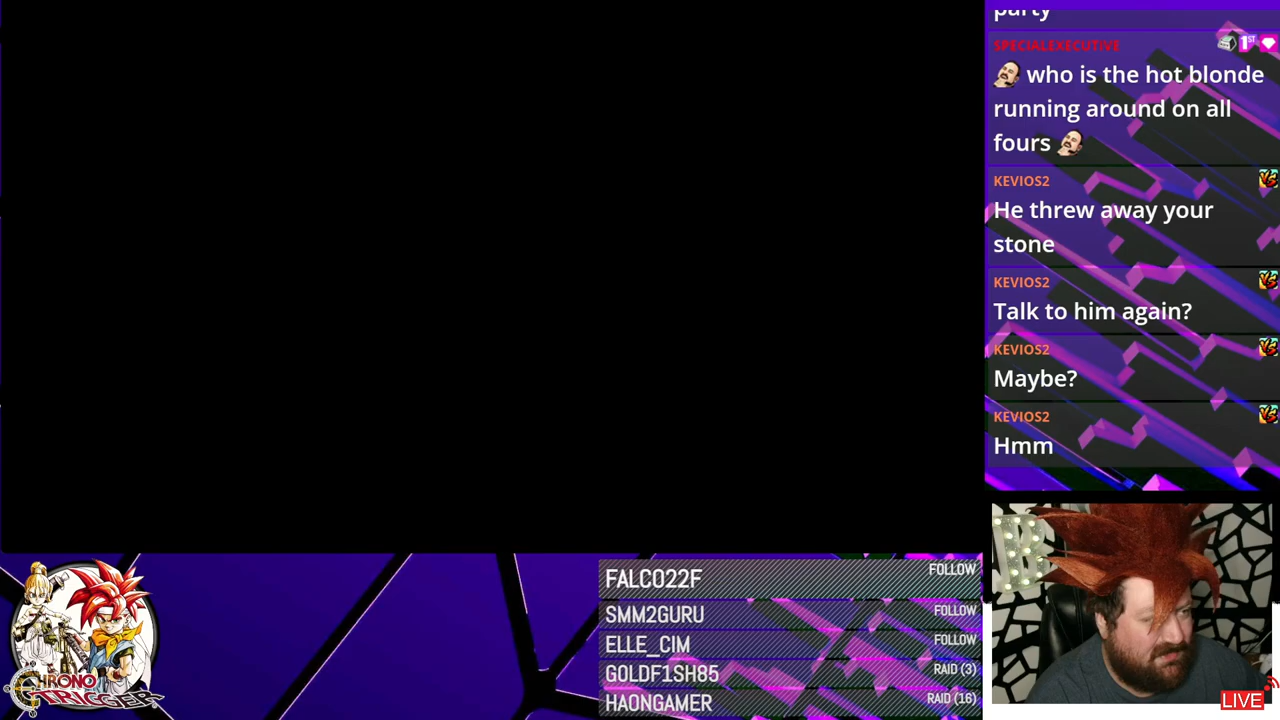 party
SPECIALEXECUTIVE
1ST
who is the hot blonde
running around on all
fours
KEVIOS2
He threw away your
stone
KEVIOS2
Talk to him again?
KEVIOS2
Maybe?
KEVIOS2
Hmm
FALCO22F FOLLOW
SMM2GURU FOLLOW
ELLE_CIM FOLLOW
G0LDF1SH85 RAID (3)
HAONGAMER RAID (16)
CHRONO
TRIGGER
B
LIVE